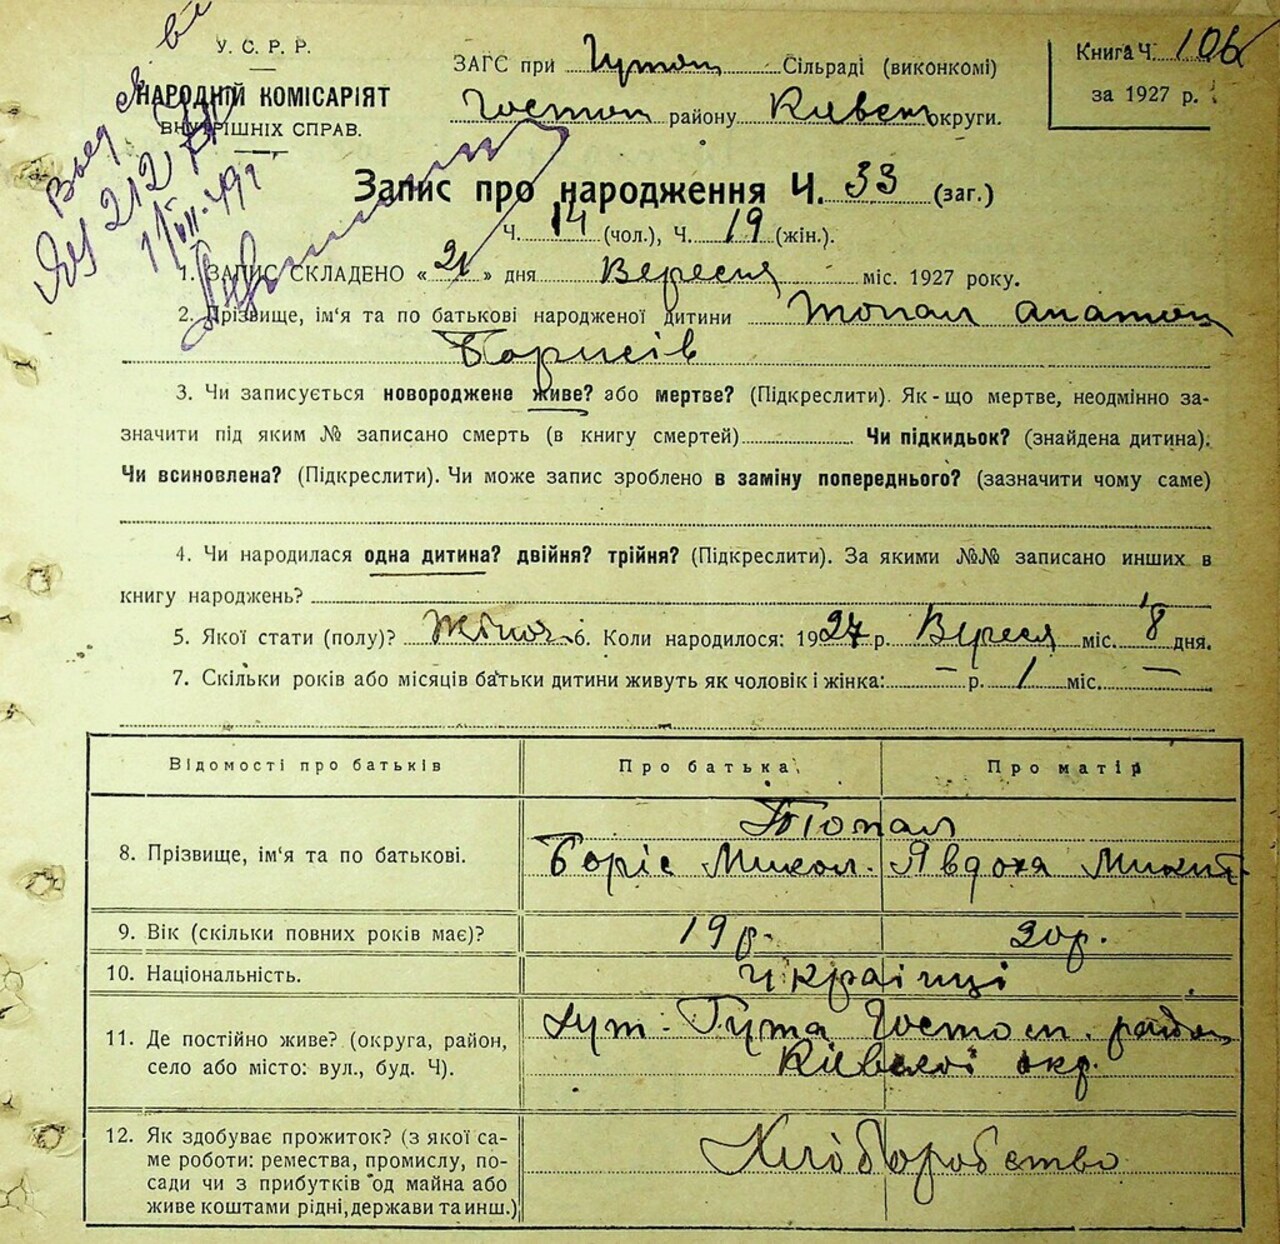 У. С. Р. Р.
НАРОДНІЙ КОМІСАРІЯТ
ВНУТРІШНІХ СПРАВ.
ЗАГС при Гутян Сільраді (виконкомі)
Гостом району Київськ округи.
Книга Ч. 106
за 1927 р.
Запис про народження Ч. 33 (заг.)
Ч. 14 (чол.), Ч. 19 (жін.).
1. ЗАПИС СКЛАДЕНО « 21 » дня Вересня міс. 1927 року.
2. Прізвище, ім'я та по батькові народженої дитини Топал
Борисів
3. Чи записується новороджене живе? або мертве? (Підкреслити). Як-що мертве, неодмінно за-
значити під яким № записано смерть (в книгу смертей) Чи підкидьок? (знайдена дитина).
Чи всиновлена? (Підкреслити). Чи може запис зроблено в заміну попереднього? (зазначити чому саме)
4. Чи народилася одна дитина? двійня? трійня? (Підкреслити). За якими №№ записано инших в
книгу народжень?
5. Якої стати (полу)? Жіноч. 6. Коли народилося: 1927 р. Вересня міс. 18 дня.
7. Скільки років або місяців батьки дитини живуть як чоловік і жінка: — р. 1 міс. —
Відомості про батьків Про батька. Про матір
Топал
8. Прізвище, ім'я та по батькові. Боріс Микол. Явдоха Микит
9. Вік (скільки повних років має)? 19 р. 20 р.
10. Національність. Українці
11. Де постійно живе? (округа, район, Гута Гостом. район
село або місто: вул., буд. Ч). Київської окр.
12. Як здобуває прожиток? (з якої са- Хліборобство
ме роботи: ремества, промислу, по-
сади чи з прибутків од майна або
живе коштами рідні, держави та инш.)